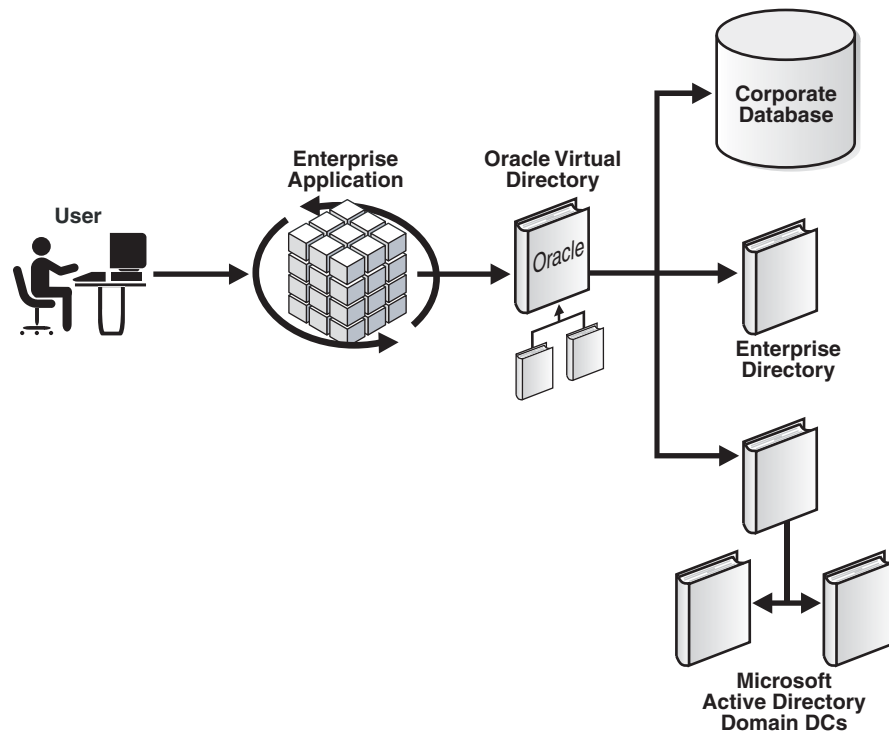 Corporate
Database
Enterprise
Application
Oracle Virtual
Directory
User
Oracle
Enterprise
Directory
Microsoft
Active Directory
Domain DCs